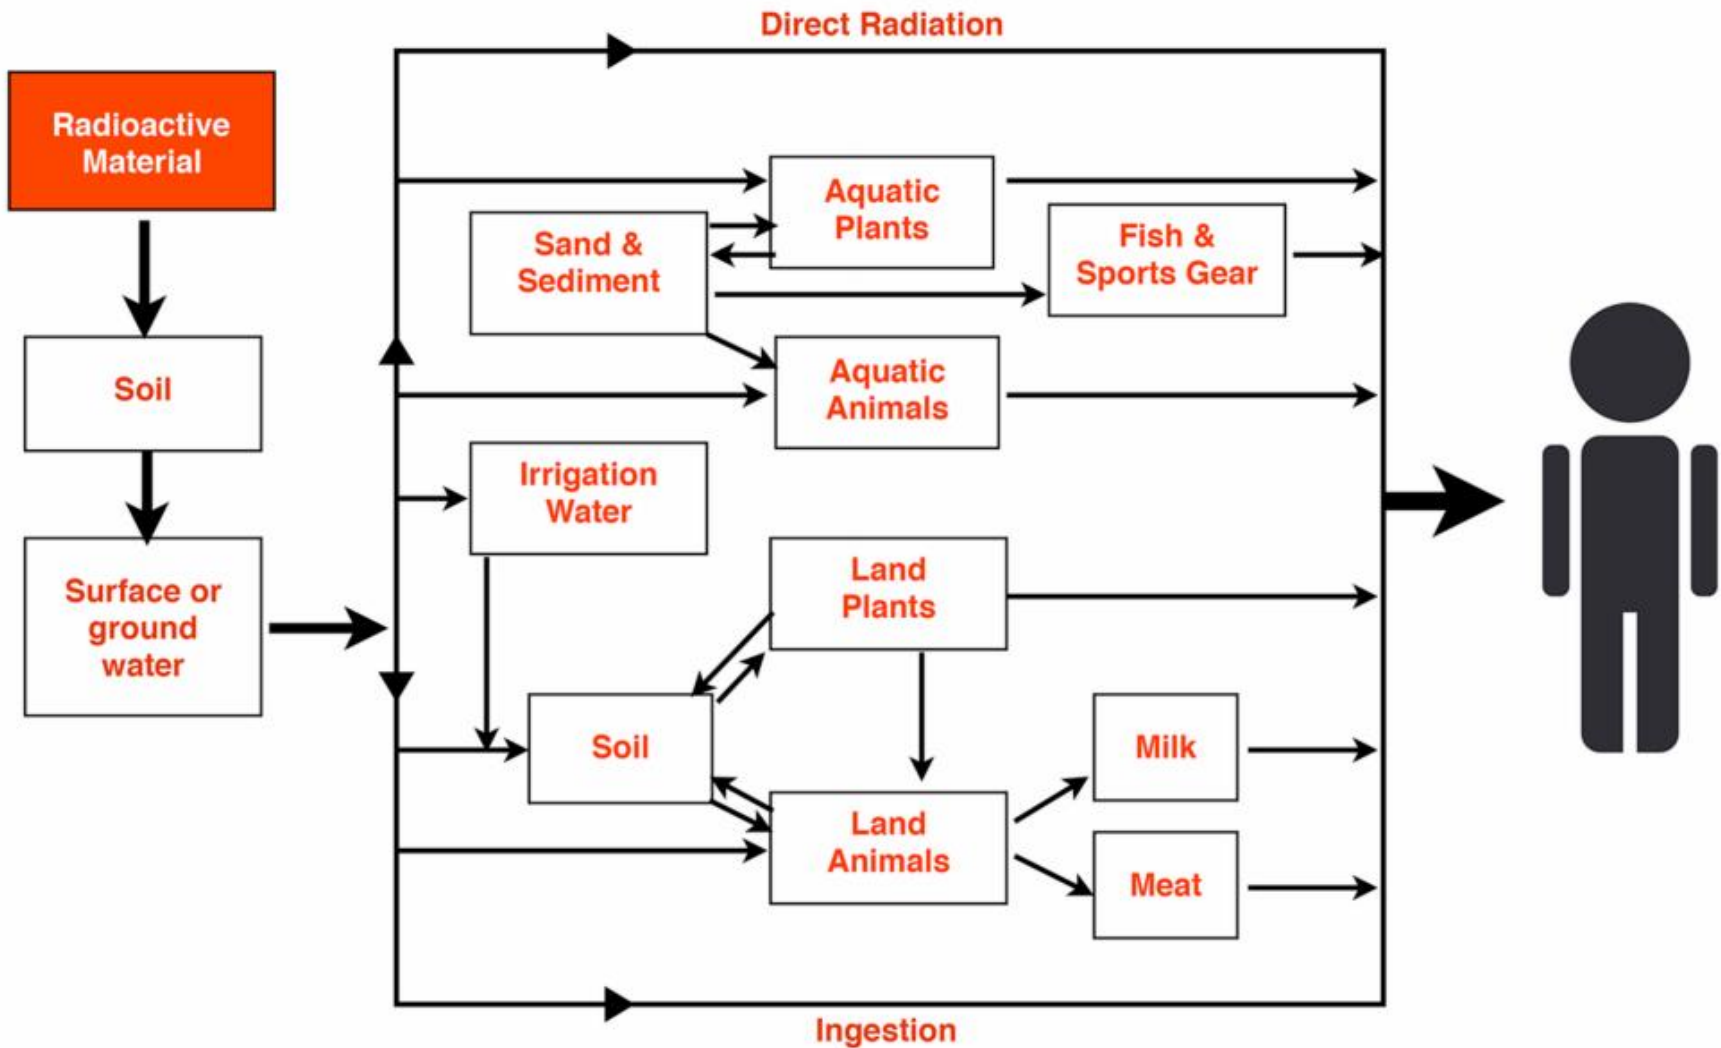 Direct Radiation
Radioactive
Material
Aquatic
Plants
Sand &
Sediment
Fish &
Sports Gear
Soil
Aquatic
Animals
Irrigation
Water
Surface or
ground
water
Land
Plants
Soil
Milk
Land
Animals
Meat
Ingestion